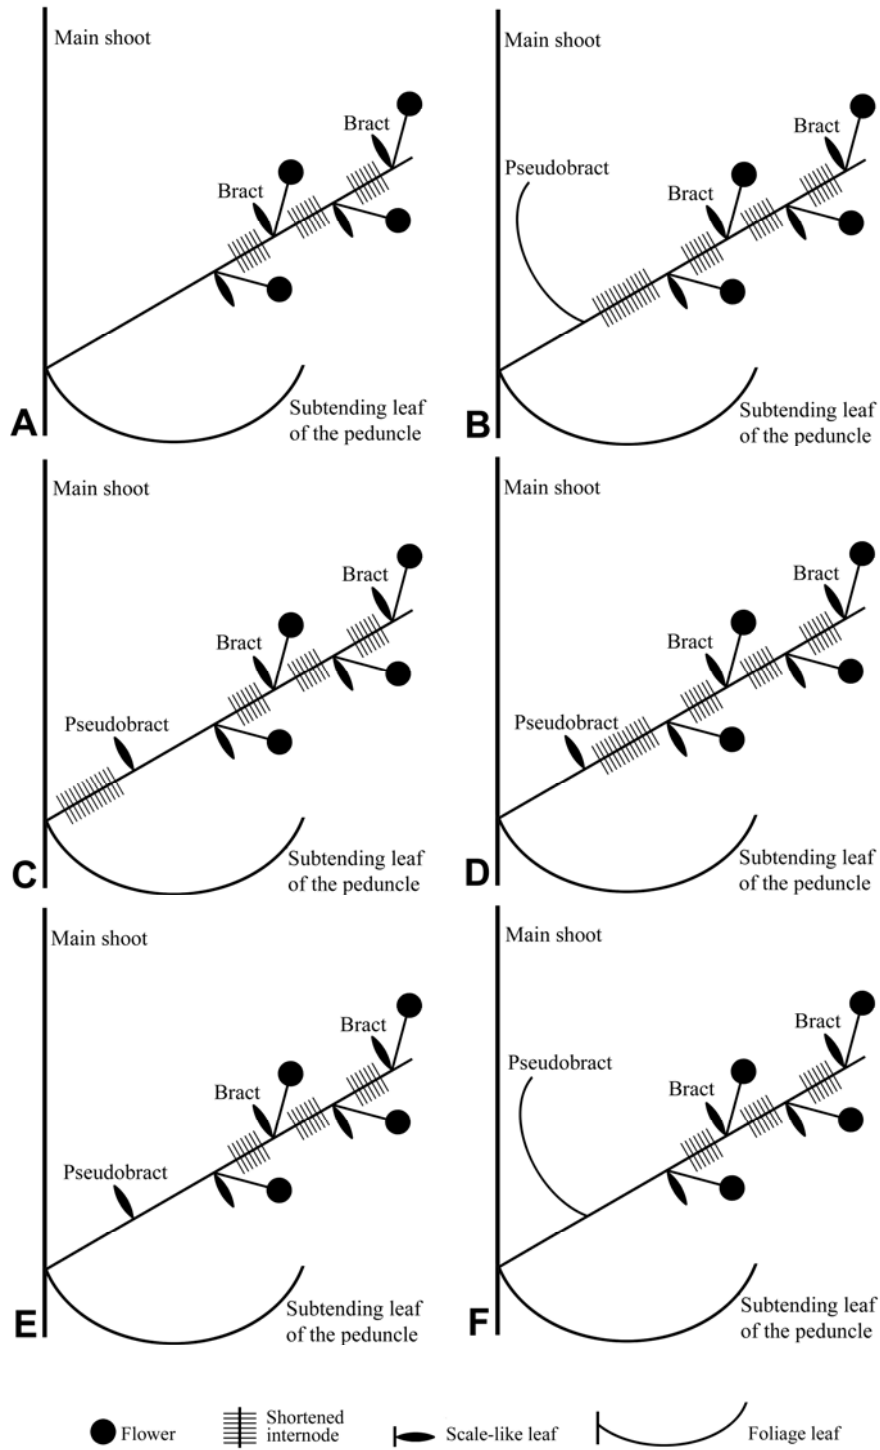 Main shoot
Bract
Bract
Subtending leaf
of the peduncle
A
Main shoot
Bract
Bract
Pseudobract
Subtending leaf
of the peduncle
B
Main shoot
Bract
Bract
Pseudobract
Subtending leaf
of the peduncle
C
Main shoot
Bract
Bract
Pseudobract
Subtending leaf
of the peduncle
D
Main shoot
Bract
Bract
Pseudobract
Subtending leaf
of the peduncle
E
Main shoot
Bract
Pseudobract
Bract
Subtending leaf
of the peduncle
F
Flower
Shortened
internode
Scale-like leaf
Foliage leaf